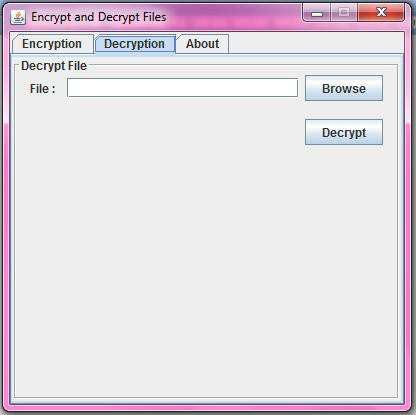 Encrypt and Decrypt Files
Encryption Decryption About
Decrypt File
File : Browse
Decrypt